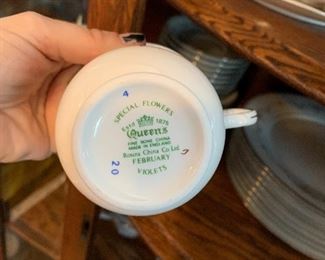 4
SPECIAL FLOWERS
ESTD 1875
Queen's
FINE BONE CHINA
MADE IN ENGLAND
Rosina China Co Ltd
FEBRUARY
VIOLETS
20